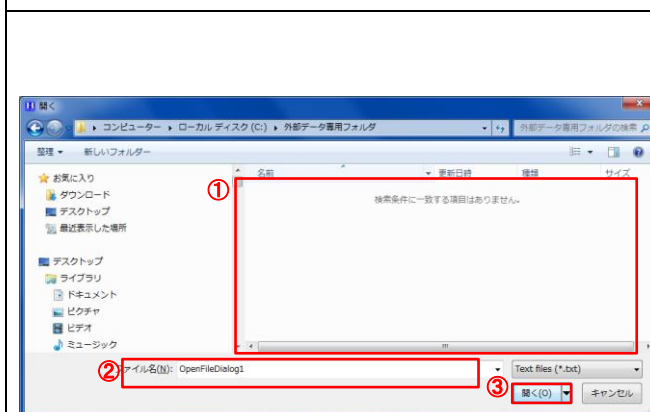 開く
コンピューター ▸ ローカル ディスク (C:) ▸ 外部データ専用フォルダ
外部データ専用フォルダの検索
整理 新しいフォルダー
名前 更新日時 種類 サイズ
①
検索条件に一致する項目はありません。
お気に入り
ダウンロード
デスクトップ
最近表示した場所
デスクトップ
ライブラリ
ドキュメント
ピクチャ
ビデオ
ミュージック
② ファイル名(N): OpenFileDialog1
Text files (*.txt)
③ 開く(O) キャンセル